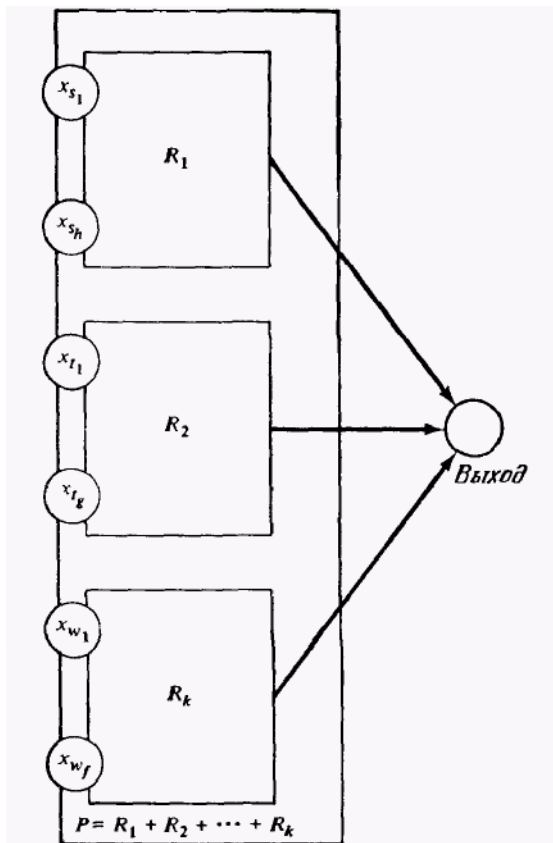 x_{s_1}
R_1
x_{s_h}
x_{t_1}
R_2
x_{t_g}
Выход
x_{w_1}
R_k
x_{w_f}
P = R_1 + R_2 + ··· + R_k